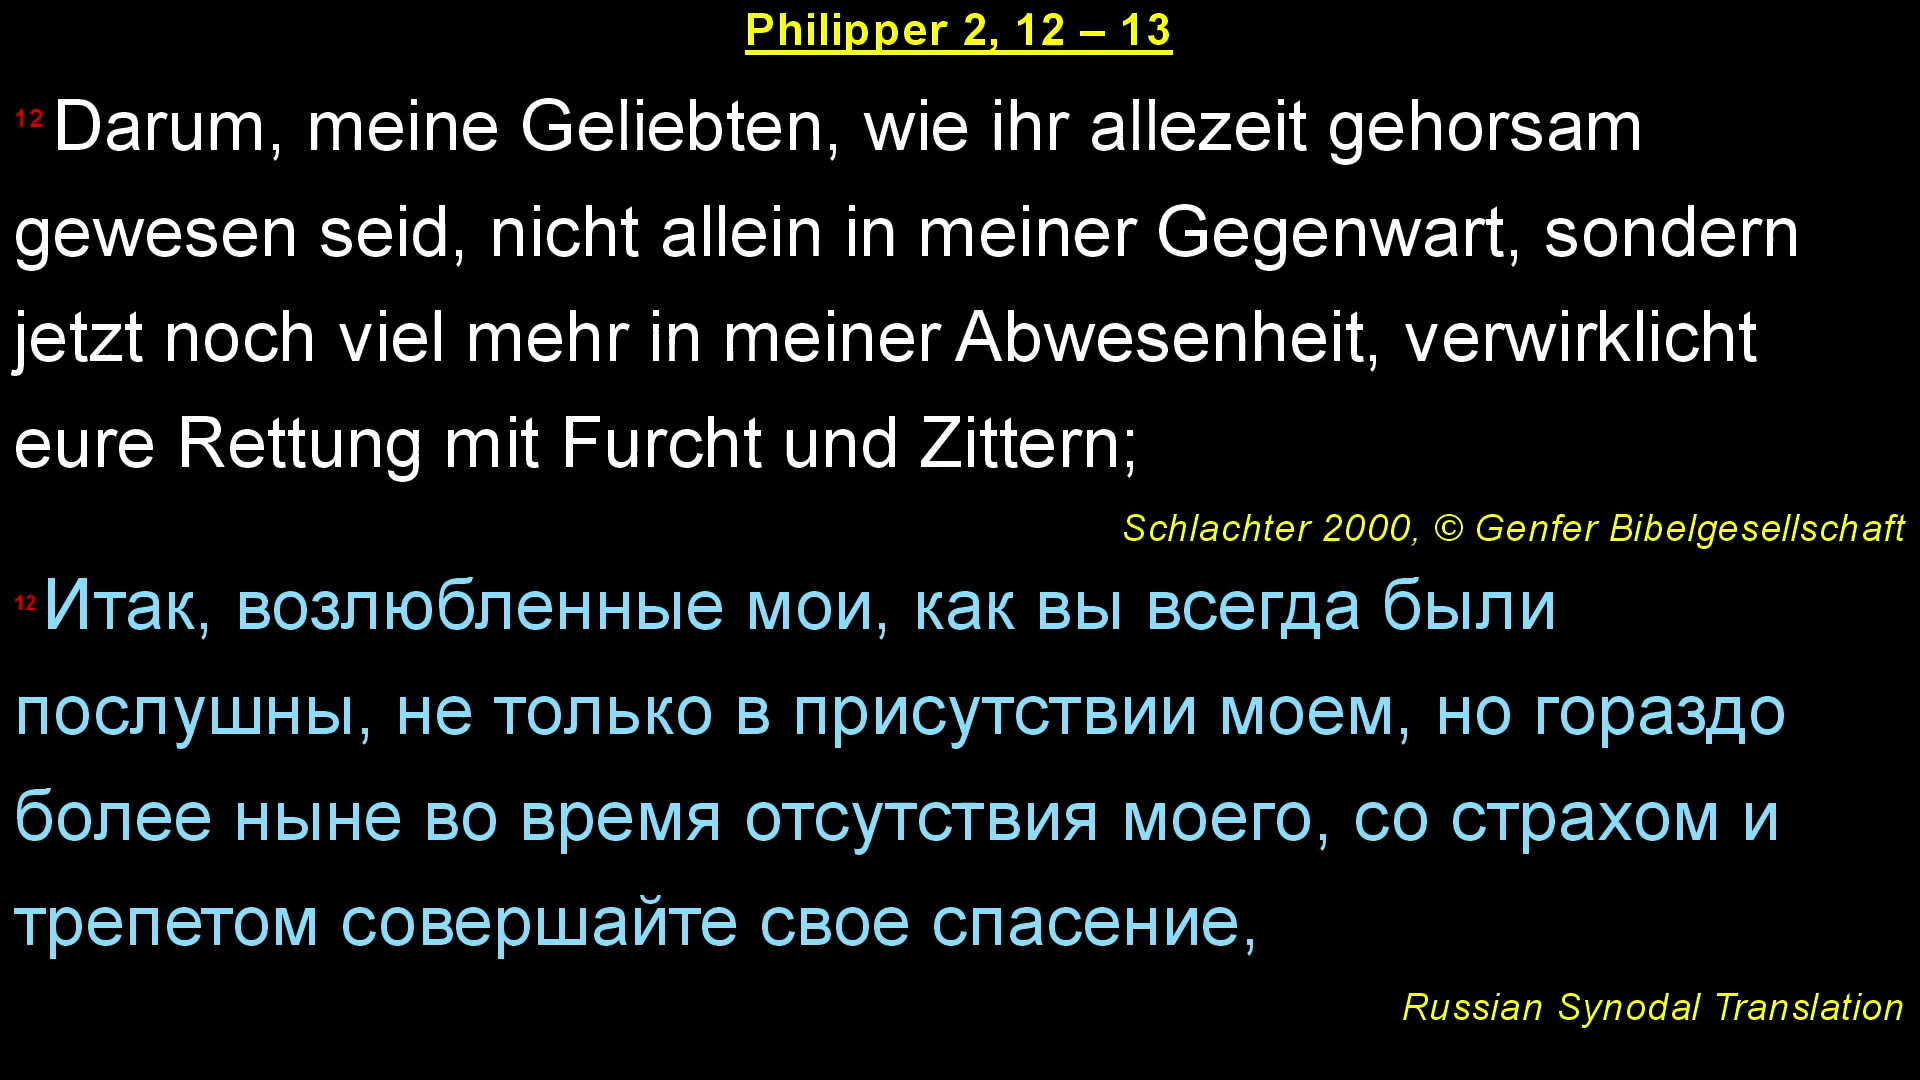 Philipper 2, 12 – 13
12 Darum, meine Geliebten, wie ihr allezeit gehorsam
gewesen seid, nicht allein in meiner Gegenwart, sondern
jetzt noch viel mehr in meiner Abwesenheit, verwirklicht
eure Rettung mit Furcht und Zittern;
Schlachter 2000, © Genfer Bibelgesellschaft
12 Итак, возлюбленные мои, как вы всегда были
послушны, не только в присутствии моем, но гораздо
более ныне во время отсутствия моего, со страхом и
трепетом совершайте свое спасение,
Russian Synodal Translation